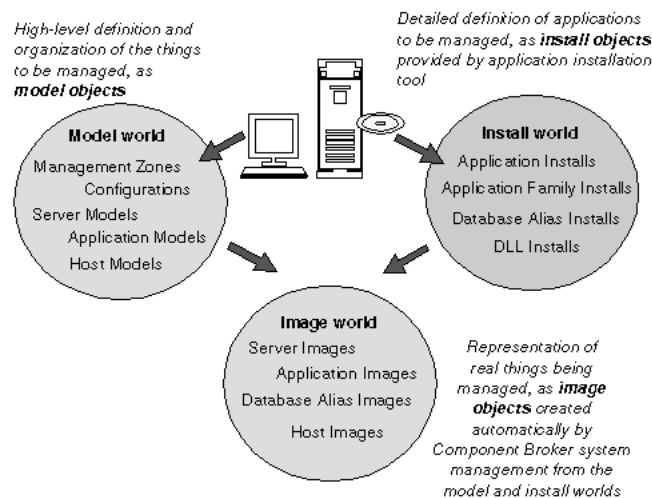 High-level definition and
organization of the things
to be managed, as
model objects
Detailed definition of applications
to be managed, as install objects
provided by application installation
tool
Model world
Management Zones
Configurations
Server Models
Application Models
Host Models
Install world
Application Installs
Application Family Installs
Database Alias Installs
DLL Installs
Image world
Server Images
Application Images
Database Alias Images
Host Images
Representation of
real things being
managed, as image
objects created
automatically by
Component Broker system
management from the
model and install worlds